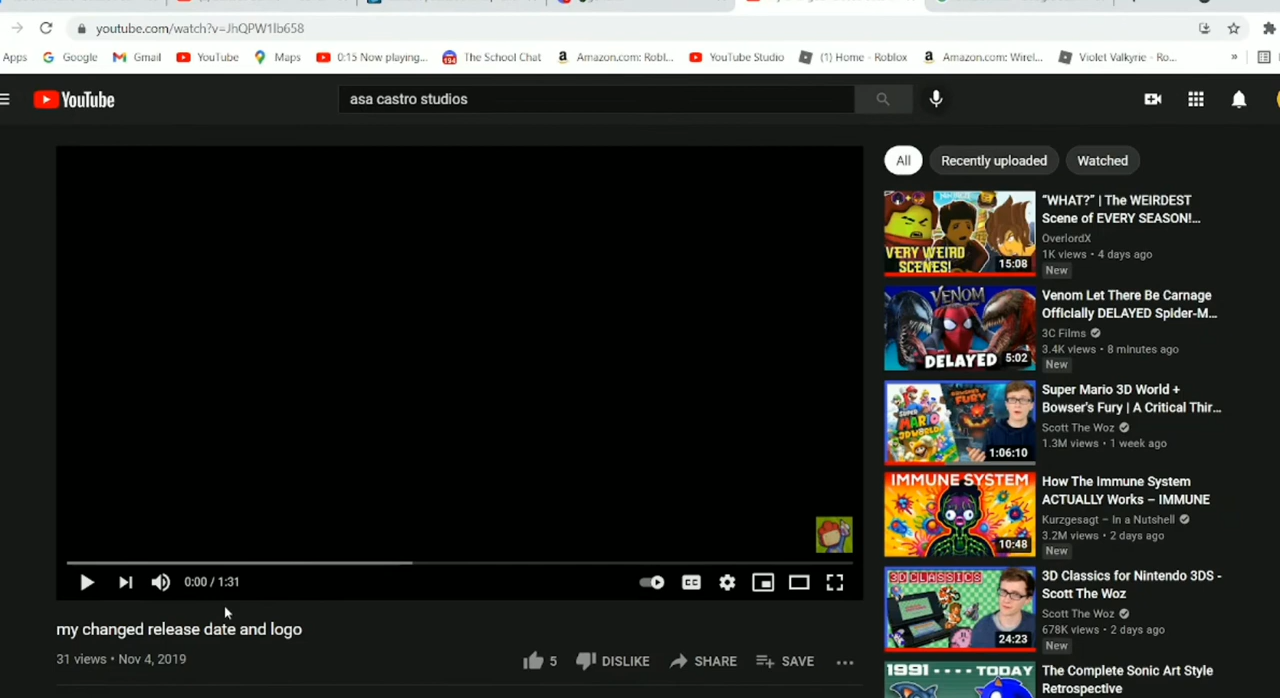 youtube.com/watch?v=JhQPW1lb658
Apps Google Gmail YouTube Maps 0:15 Now playing... The School Chat Amazon.com: Robl... YouTube Studio (1) Home - Roblox Amazon.com: Wirel... Violet Valkyrie - Ro... »
YouTube
asa castro studios
All Recently uploaded Watched
"WHAT?" | The WEIRDEST
Scene of EVERY SEASON!...
OverlordX
1K views • 4 days ago
New
VERY WEIRD
SCENES!
15:08
Venom Let There Be Carnage
Officially DELAYED Spider-M...
3C Films
3.4K views • 8 minutes ago
New
VENOM
DELAYED
5:02
Super Mario 3D World +
Bowser's Fury | A Critical Thir...
Scott The Woz
1.3M views • 1 week ago
SUPER
MARIO
3DWORLD
FURY
1:06:10
How The Immune System
ACTUALLY Works – IMMUNE
Kurzgesagt – In a Nutshell
3.2M views • 2 days ago
New
IMMUNE SYSTEM
10:48
3D Classics for Nintendo 3DS -
Scott The Woz
Scott The Woz
678K views • 2 days ago
New
3D CLASSICS
24:23
The Complete Sonic Art Style
Retrospective
1991 - - - - TODAY
0:00 / 1:31
CC
my changed release date and logo
31 views • Nov 4, 2019
5 DISLIKE SHARE SAVE ...